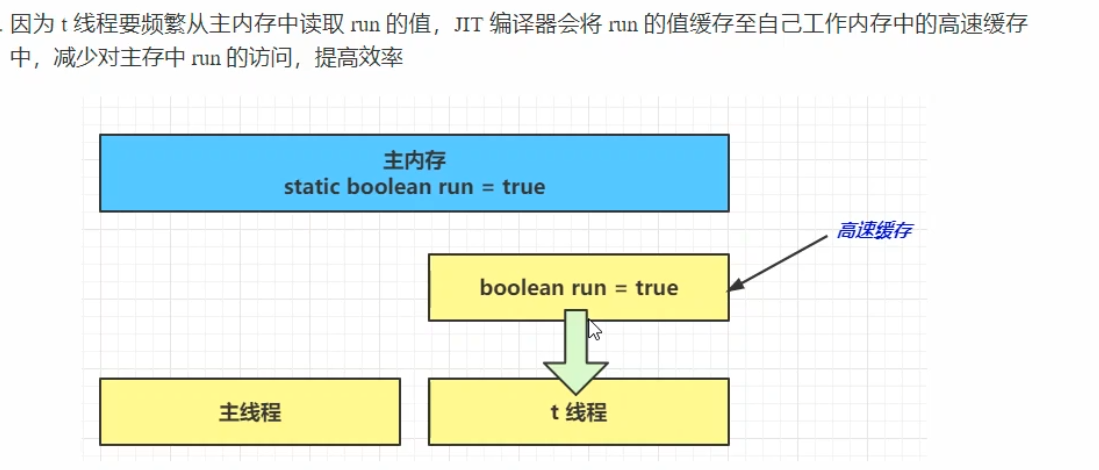 . 因为 t 线程要频繁从主内存中读取 run 的值，JIT 编译器会将 run 的值缓存至自己工作内存中的高速缓存
中，减少对主存中 run 的访问，提高效率
主内存
static boolean run = true
高速缓存
boolean run = true
主线程
t 线程